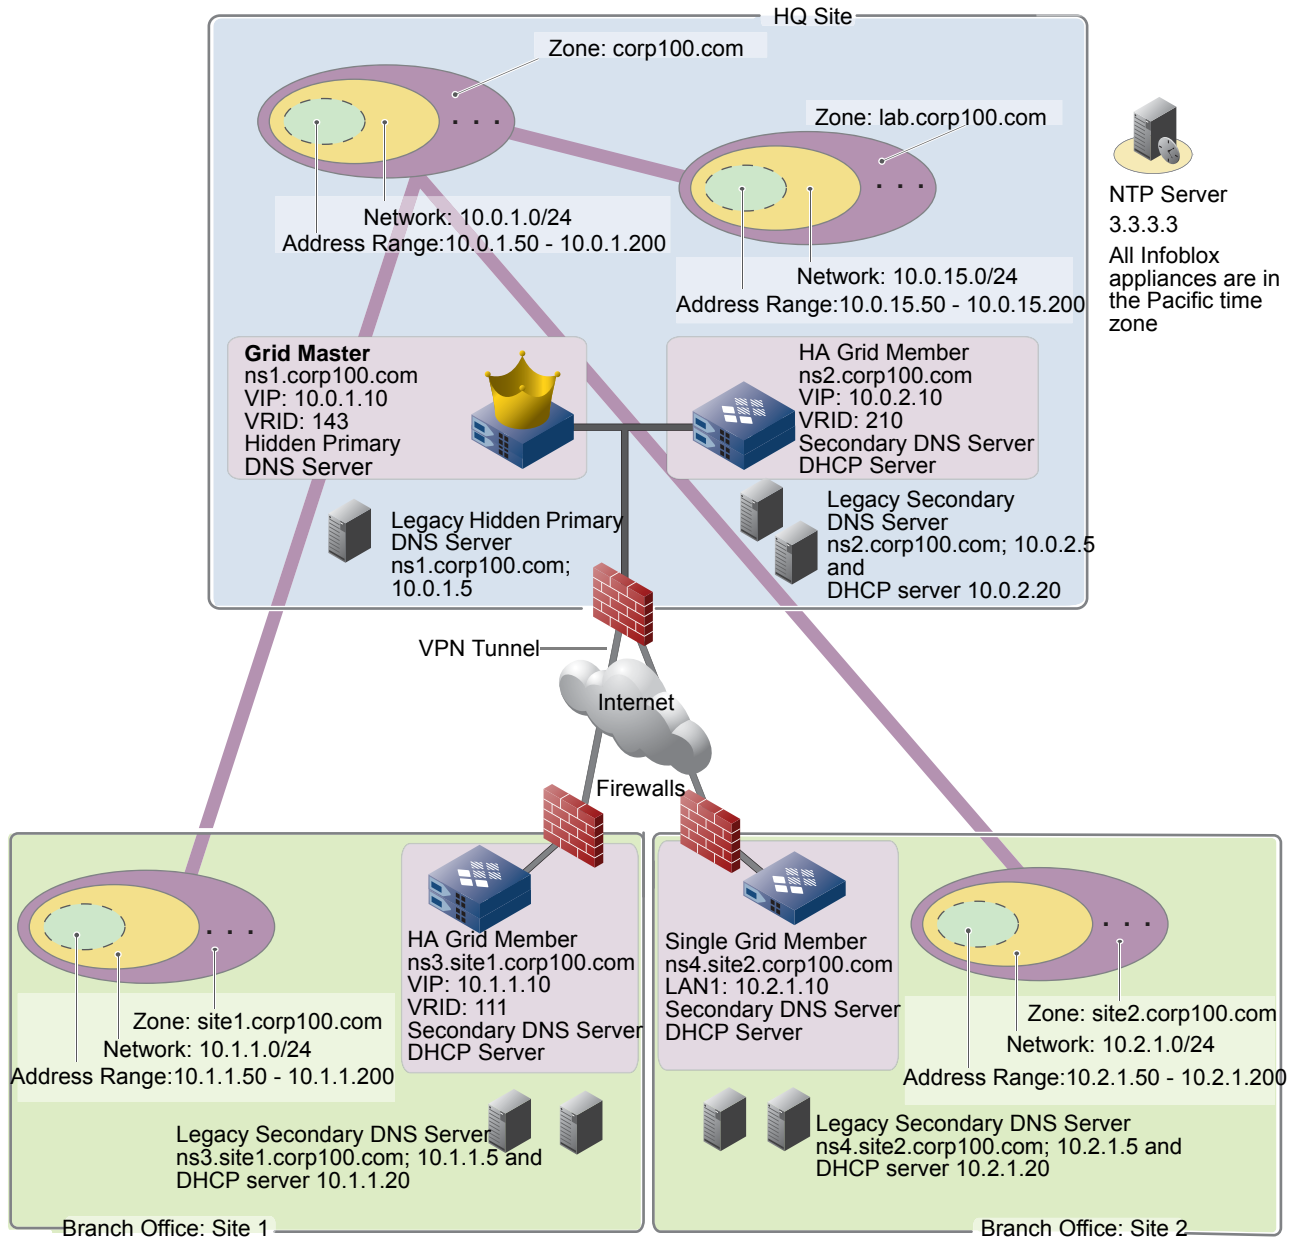 HQ Site
Zone: corp100.com
Zone: lab.corp100.com
Network: 10.0.1.0/24
Address Range:10.0.1.50 - 10.0.1.200
Network: 10.0.15.0/24
Address Range:10.0.15.50 - 10.0.15.200
NTP Server
3.3.3.3
All Infoblox
appliances are in
the Pacific time
zone
Grid Master
ns1.corp100.com
VIP: 10.0.1.10
VRID: 143
Hidden Primary
DNS Server
HA Grid Member
ns2.corp100.com
VIP: 10.0.2.10
VRID: 210
Secondary DNS Server
DHCP Server
Legacy Hidden Primary
DNS Server
ns1.corp100.com;
10.0.1.5
Legacy Secondary
DNS Server
ns2.corp100.com; 10.0.2.5
and
DHCP server 10.0.2.20
VPN Tunnel
Internet
Firewalls
HA Grid Member
ns3.site1.corp100.com
VIP: 10.1.1.10
VRID: 111
Secondary DNS Server
DHCP Server
Single Grid Member
ns4.site2.corp100.com
LAN1: 10.2.1.10
Secondary DNS Server
DHCP Server
Zone: site1.corp100.com
Network: 10.1.1.0/24
Address Range:10.1.1.50 - 10.1.1.200
Zone: site2.corp100.com
Network: 10.2.1.0/24
Address Range:10.2.1.50 - 10.2.1.200
Legacy Secondary DNS Server
ns3.site1.corp100.com; 10.1.1.5 and
DHCP server 10.1.1.20
Legacy Secondary DNS Server
ns4.site2.corp100.com; 10.2.1.5 and
DHCP server 10.2.1.20
Branch Office: Site 1
Branch Office: Site 2